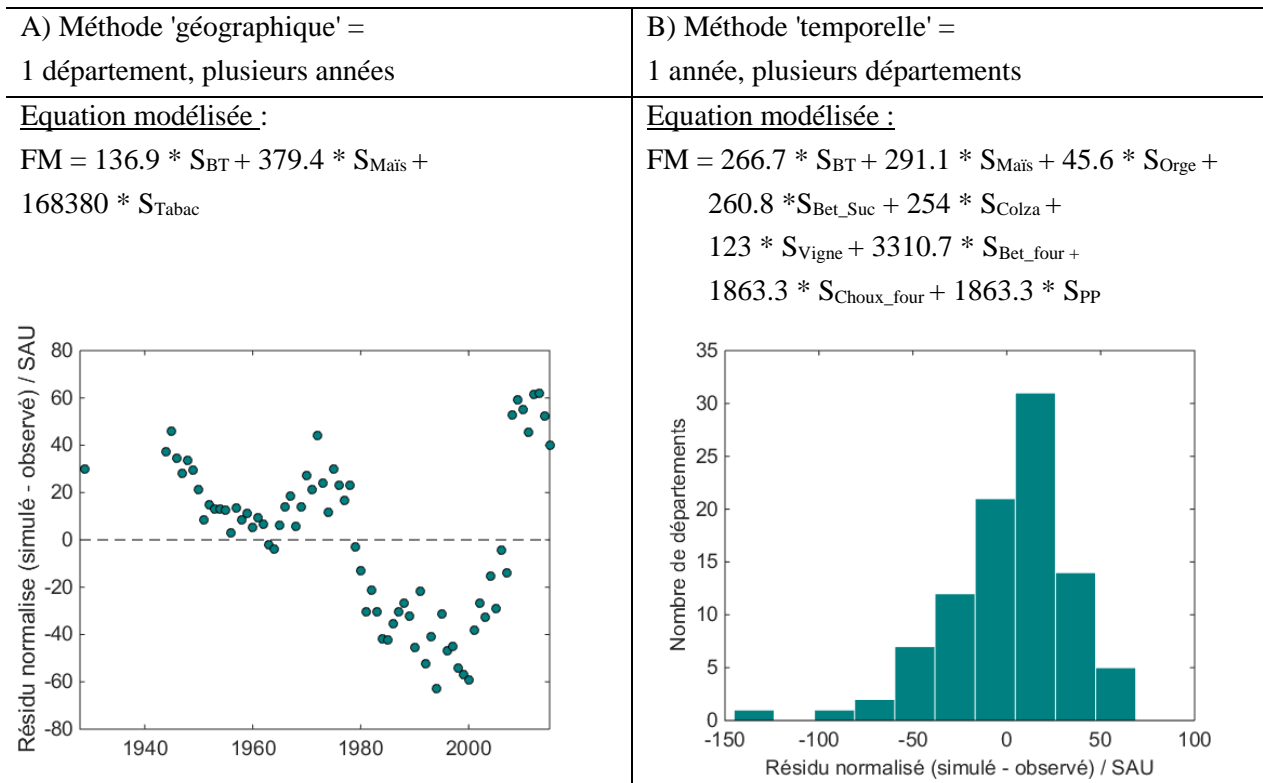 A) Méthode 'géographique' =
1 département, plusieurs années
Equation modélisée :
FM = 136.9 * S_BT + 379.4 * S_Maïs +
168380 * S_Tabac
Résidu normalise (simulé - observé) / SAU
80
60
40
20
0
-20
-40
-60
-80
1940 1960 1980 2000
B) Méthode 'temporelle' =
1 année, plusieurs départements
Equation modélisée :
FM = 266.7 * S_BT + 291.1 * S_Maïs + 45.6 * S_Orge +
260.8 *S_Bet_Suc + 254 * S_Colza +
123 * S_Vigne + 3310.7 * S_Bet_four +
1863.3 * S_Choux_four + 1863.3 * S_PP
Nombre de départements
35
30
25
20
15
10
5
0
-150 -100 -50 0 50 100
Résidu normalisé (simulé - observé) / SAU